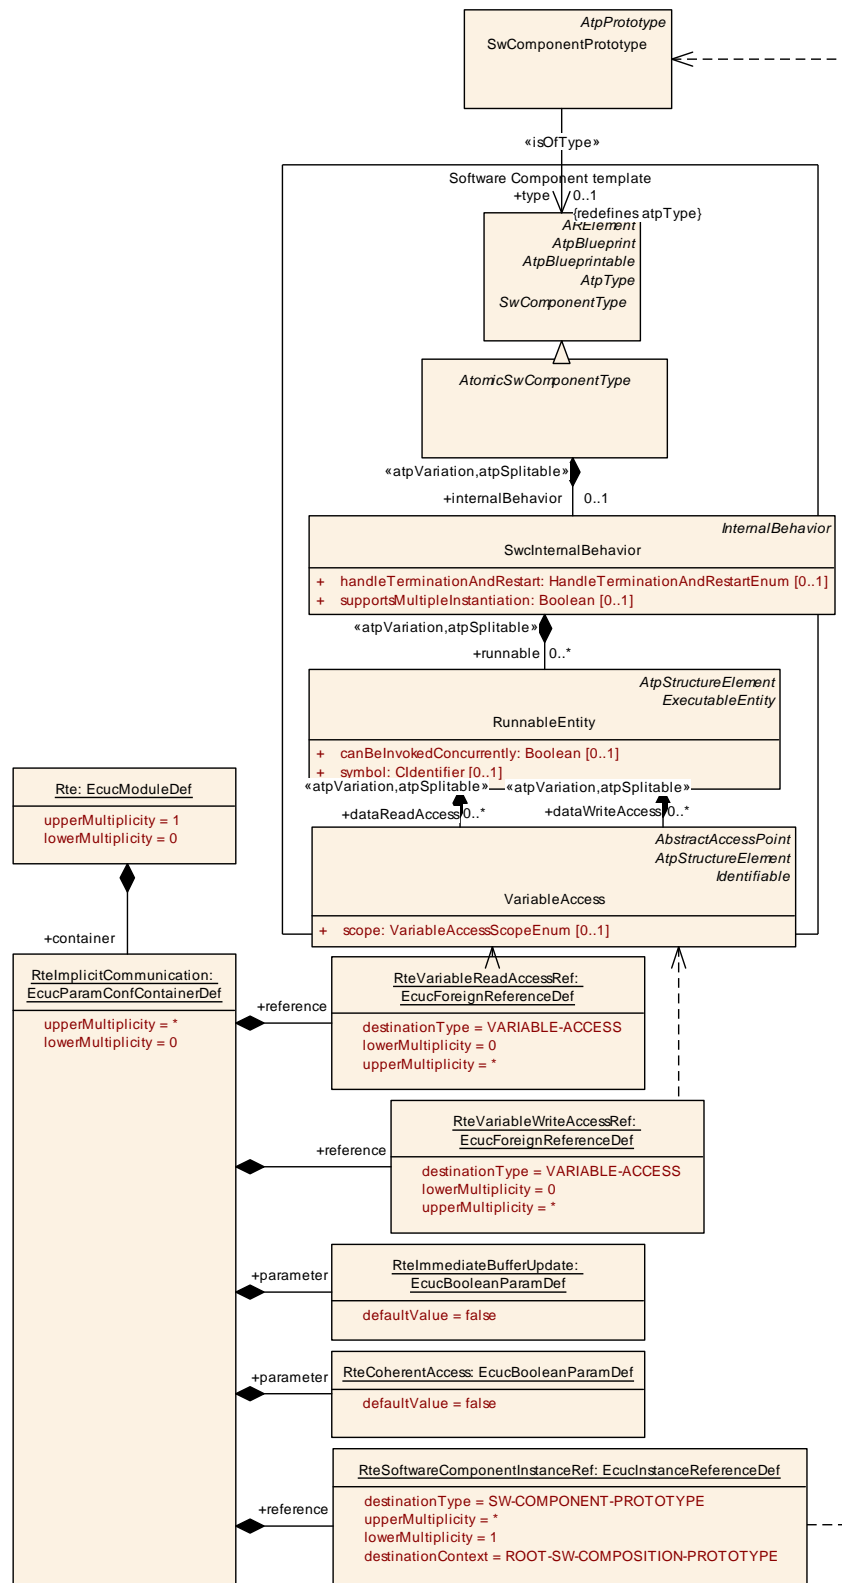 AtpPrototype
SwComponentPrototype
«isOfType»
Software Component template
+type
0..1
{redefines atpType}
ARElement
AtpBlueprint
AtpBlueprintable
AtpType
SwComponentType
AtomicSwComponentType
«atpVariation,atpSplitable»
+internalBehavior
0..1
InternalBehavior
SwcInternalBehavior
+ handleTerminationAndRestart: HandleTerminationAndRestartEnum [0..1]
+ supportsMultipleInstantiation: Boolean [0..1]
«atpVariation,atpSplitable»
+runnable 0..*
AtpStructureElement
ExecutableEntity
RunnableEntity
+ canBeInvokedConcurrently: Boolean [0..1]
+ symbol: CIdentifier [0..1]
«atpVariation,atpSplitable»
«atpVariation,atpSplitable»
+dataReadAccess 0..*
+dataWriteAccess 0..*
AbstractAccessPoint
AtpStructureElement
Identifiable
VariableAccess
+ scope: VariableAccessScopeEnum [0..1]
Rte: EcucModuleDef
upperMultiplicity = 1
lowerMultiplicity = 0
+container
RteImplicitCommunication:
EcucParamConfContainerDef
upperMultiplicity = *
lowerMultiplicity = 0
+reference
RteVariableReadAccessRef:
EcucForeignReferenceDef
destinationType = VARIABLE-ACCESS
lowerMultiplicity = 0
upperMultiplicity = *
+reference
RteVariableWriteAccessRef:
EcucForeignReferenceDef
destinationType = VARIABLE-ACCESS
lowerMultiplicity = 0
upperMultiplicity = *
+parameter
RteImmediateBufferUpdate:
EcucBooleanParamDef
defaultValue = false
+parameter
RteCoherentAccess: EcucBooleanParamDef
defaultValue = false
+reference
RteSoftwareComponentInstanceRef: EcucInstanceReferenceDef
destinationType = SW-COMPONENT-PROTOTYPE
upperMultiplicity = *
lowerMultiplicity = 1
destinationContext = ROOT-SW-COMPOSITION-PROTOTYPE